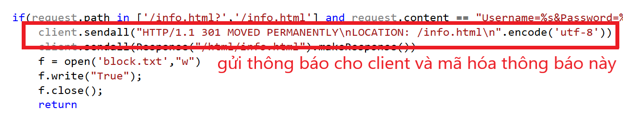 if(request.path in ['/info.html?','/info.html'] and request.content == "Username=%s&Password=%
client.sendall("HTTP/1.1 301 MOVED PERMANENTLY\nLOCATION: /info.html\n".encode('utf-8'))
client.sendall(Response("/html/info.html").makeResponse())
f = open('block.txt',"w")
gửi thông báo cho client và mã hóa thông báo này
f.write("True");
f.close();
return